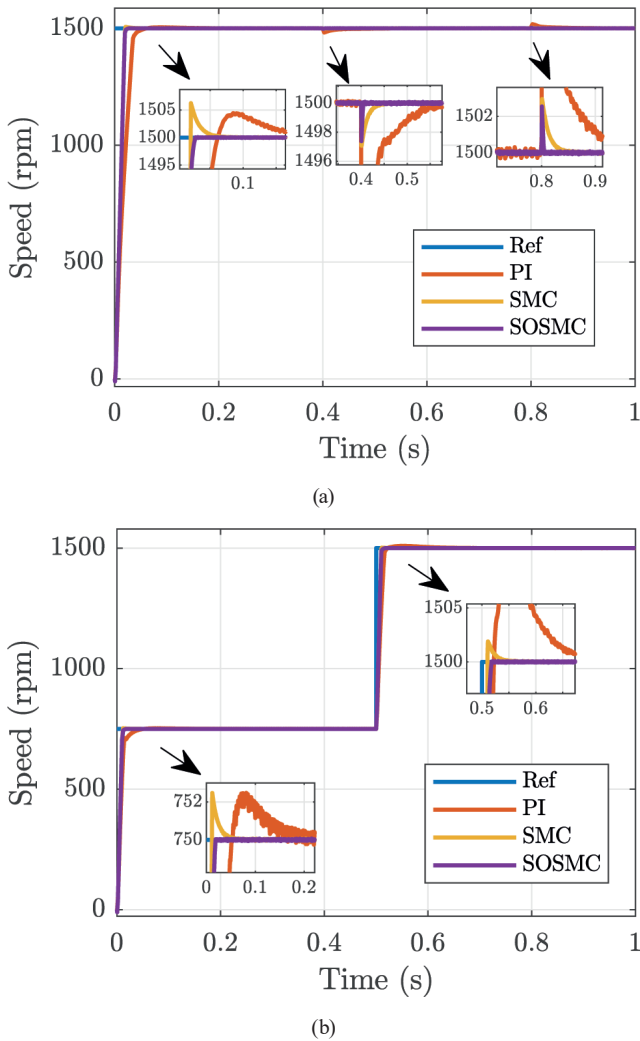 1500
1000
500
0
Speed (rpm)
1505
1500
1495
0.1
1500
1498
1496
0.4 0.5
1502
1500
0.8 0.9
Ref
PI
SMC
SOSMC
0 0.2 0.4 0.6 0.8 1
Time (s)
(a)
1500
1000
750
500
0
Speed (rpm)
1505
1500
0.5 0.6
752
750
0 0.1 0.2
Ref
PI
SMC
SOSMC
0 0.2 0.4 0.6 0.8 1
Time (s)
(b)